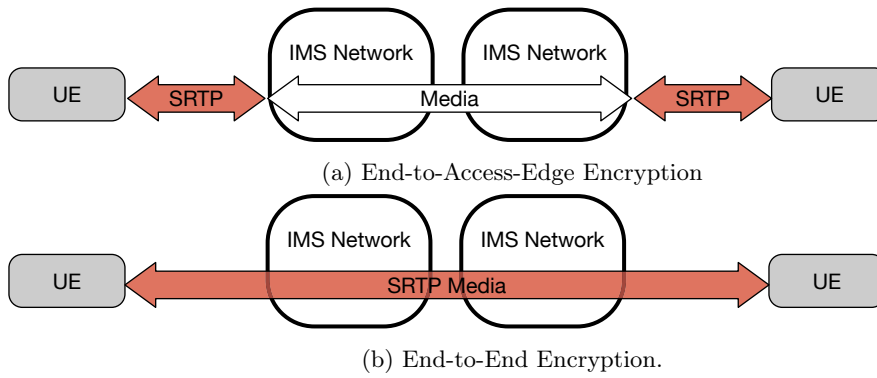 IMS Network IMS Network
UE SRTP Media SRTP UE
(a) End-to-Access-Edge Encryption
IMS Network IMS Network
UE SRTP Media UE
(b) End-to-End Encryption.